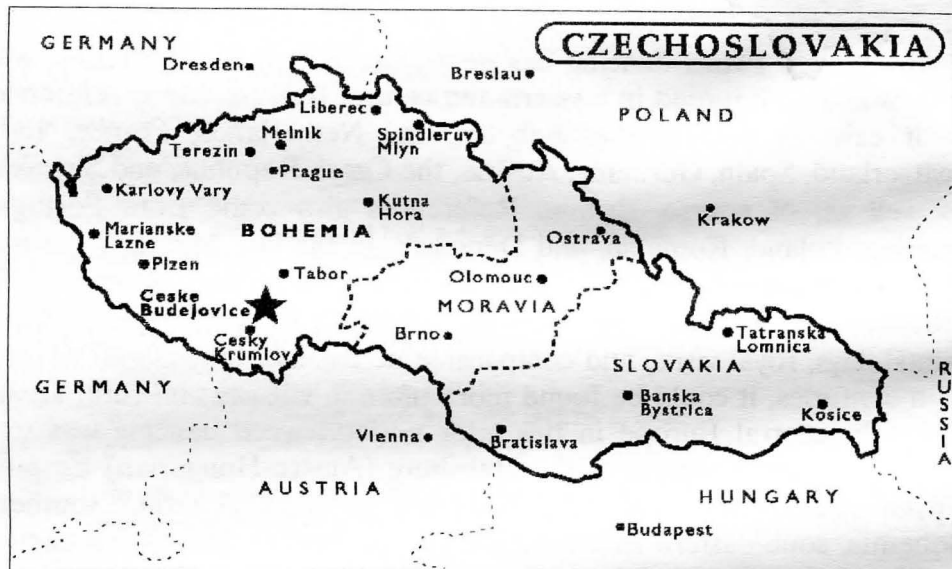 GERMANY
CZECHOSLOVAKIA
Dresden
Breslau
Liberec
POLAND
Melnik
Spindleruv
Mlyn
Terezin
Prague
Karlovy Vary
Kutna
Hora
Krakow
Marianske
Lazne
BOHEMIA
Ostrava
Plzen
Tabor
Olomouc
Ceske
Budejovice
MORAVIA
Cesky
Krumlov
Brno
Tatranska
Lomnica
SLOVAKIA
RUSSIA
GERMANY
Banska
Bystrica
Kosice
Vienna
Bratislava
AUSTRIA
HUNGARY
Budapest